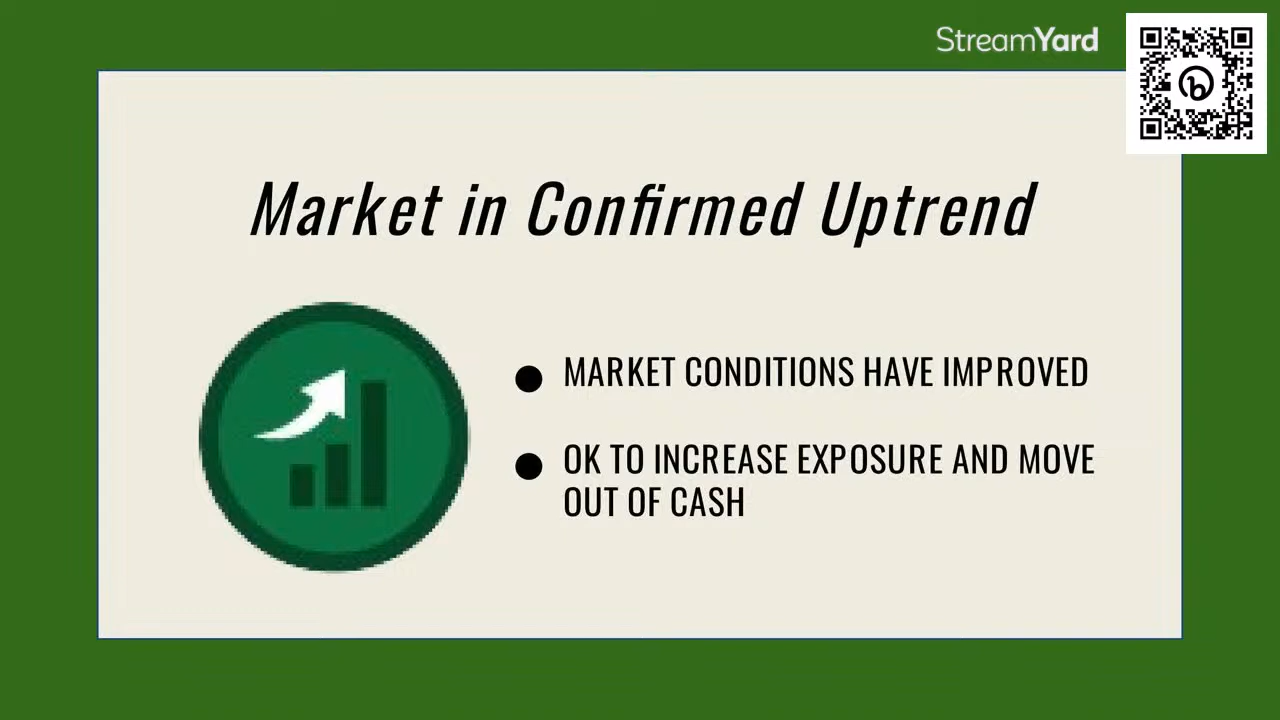 StreamYard
Market in Confirmed Uptrend
MARKET CONDITIONS HAVE IMPROVED
OK TO INCREASE EXPOSURE AND MOVE
OUT OF CASH